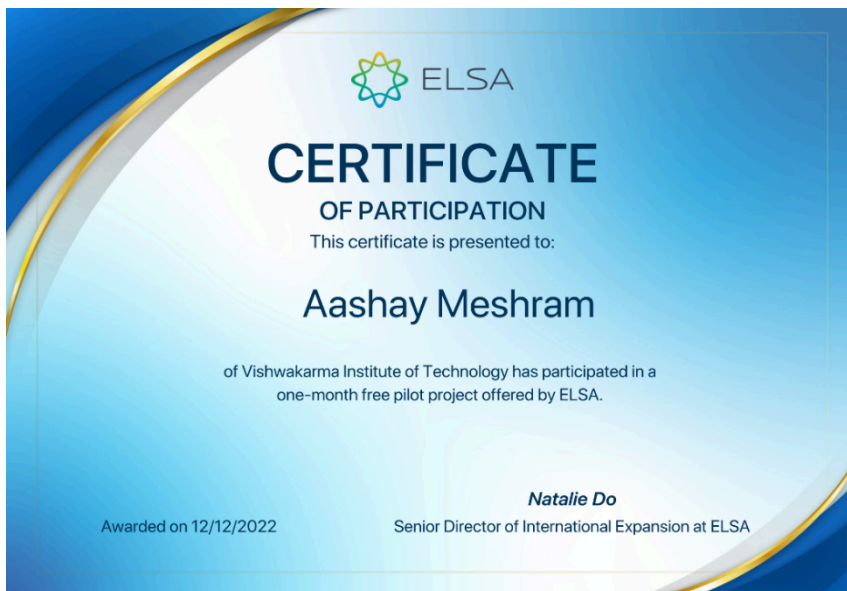 ELSA
CERTIFICATE
OF PARTICIPATION
This certificate is presented to:
Aashay Meshram
of Vishwakarma Institute of Technology has participated in a
one-month free pilot project offered by ELSA.
Natalie Do
Awarded on 12/12/2022
Senior Director of International Expansion at ELSA